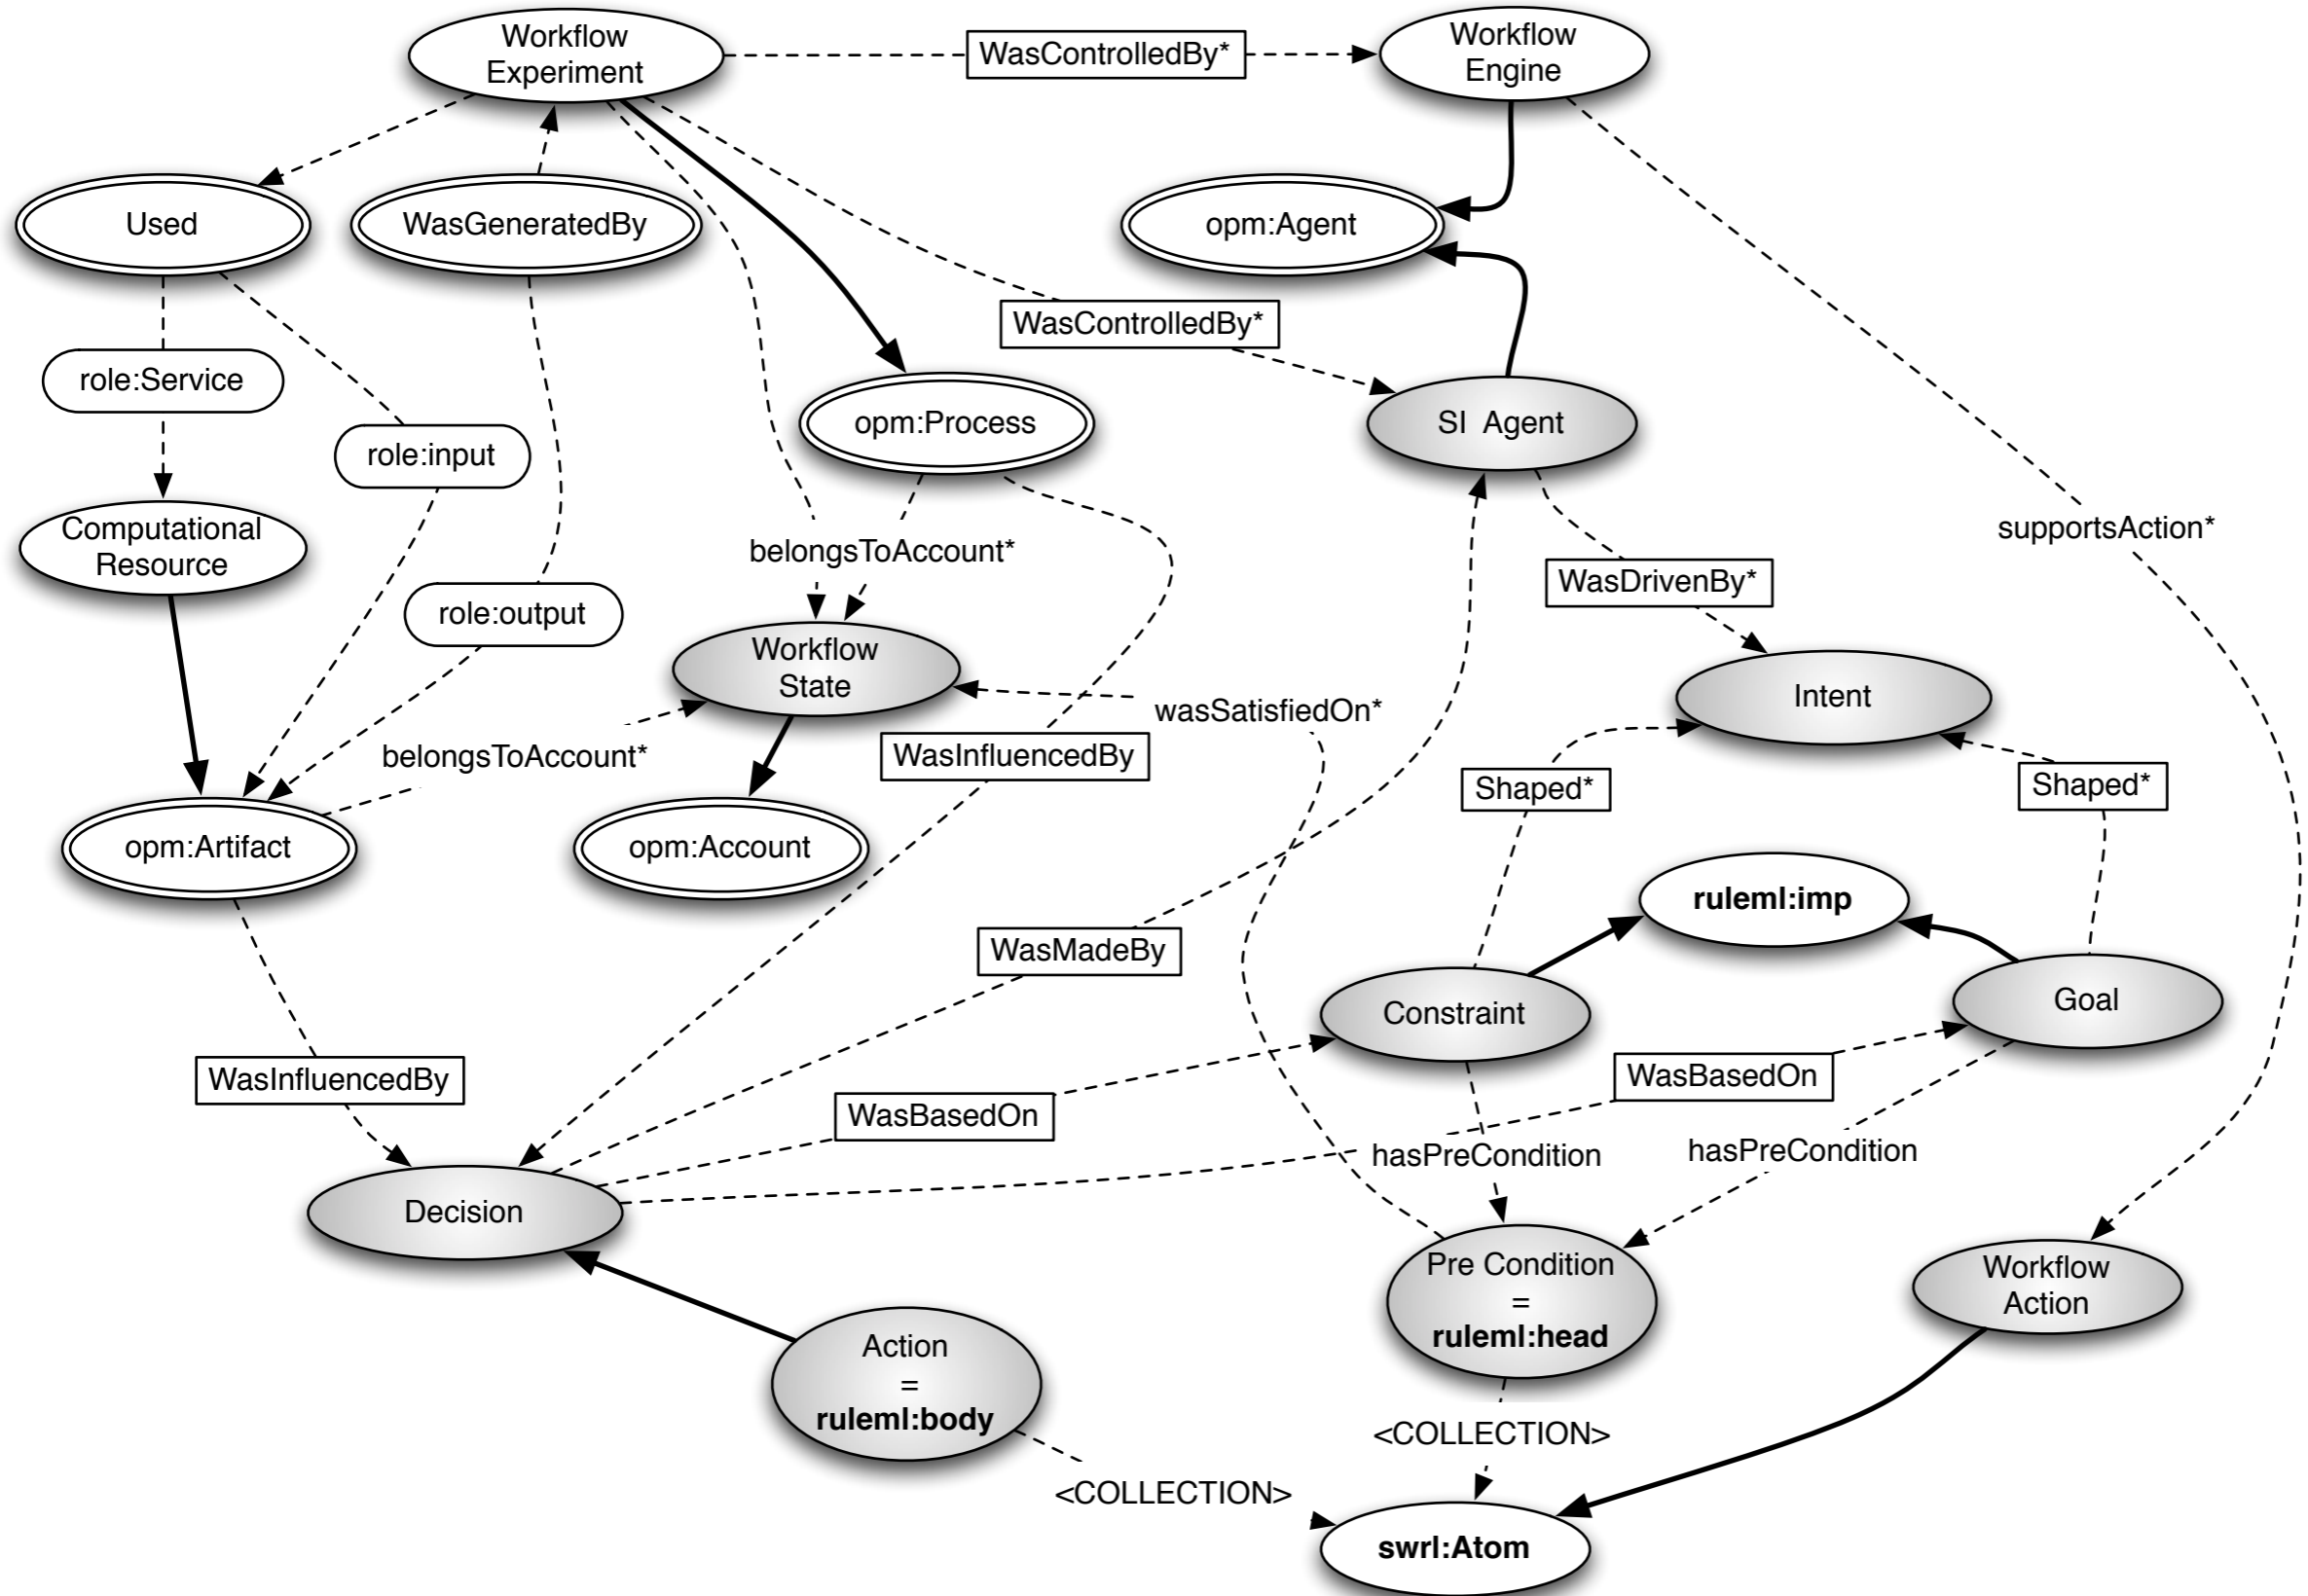 Workflow
Experiment
WasControlledBy*
Workflow
Engine
Used
WasGeneratedBy
opm:Agent
WasControlledBy*
role:Service
role:input
opm:Process
SI Agent
Computational
Resource
belongsToAccount*
supportsAction*
WasDrivenBy*
role:output
Workflow
State
Intent
wasSatisfiedOn*
belongsToAccount*
WasInfluencedBy
Shaped*
Shaped*
opm:Artifact
opm:Account
ruleml:imp
WasMadeBy
Constraint
Goal
WasInfluencedBy
WasBasedOn
WasBasedOn
hasPreCondition
hasPreCondition
Decision
Pre Condition
=
ruleml:head
Workflow
Action
Action
=
ruleml:body
<COLLECTION>
<COLLECTION>
swrl:Atom